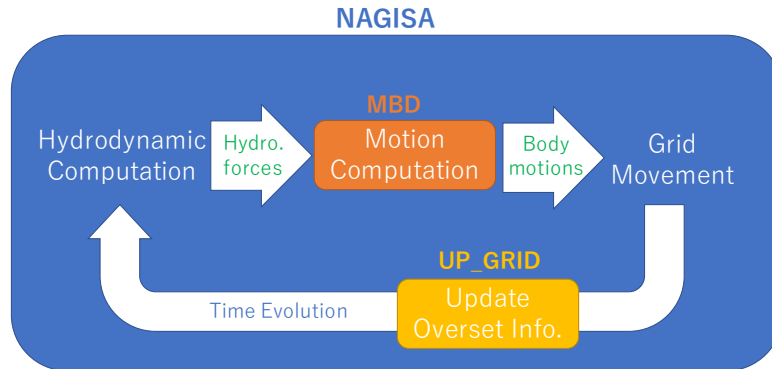 NAGISA
MBD
Hydrodynamic
Computation
Hydro.
forces
Motion
Computation
Body
motions
Grid
Movement
UP_GRID
Time Evolution
Update
Overset Info.